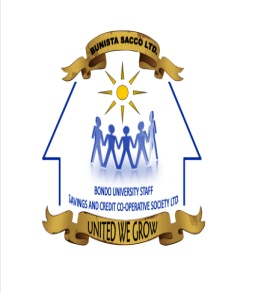 BUNISTA SACCO LTD.
BONDO UNIVERSITY STAFF
SAVINGS AND CREDIT CO-OPERATIVE SOCIETY LTD
UNITED WE GROW